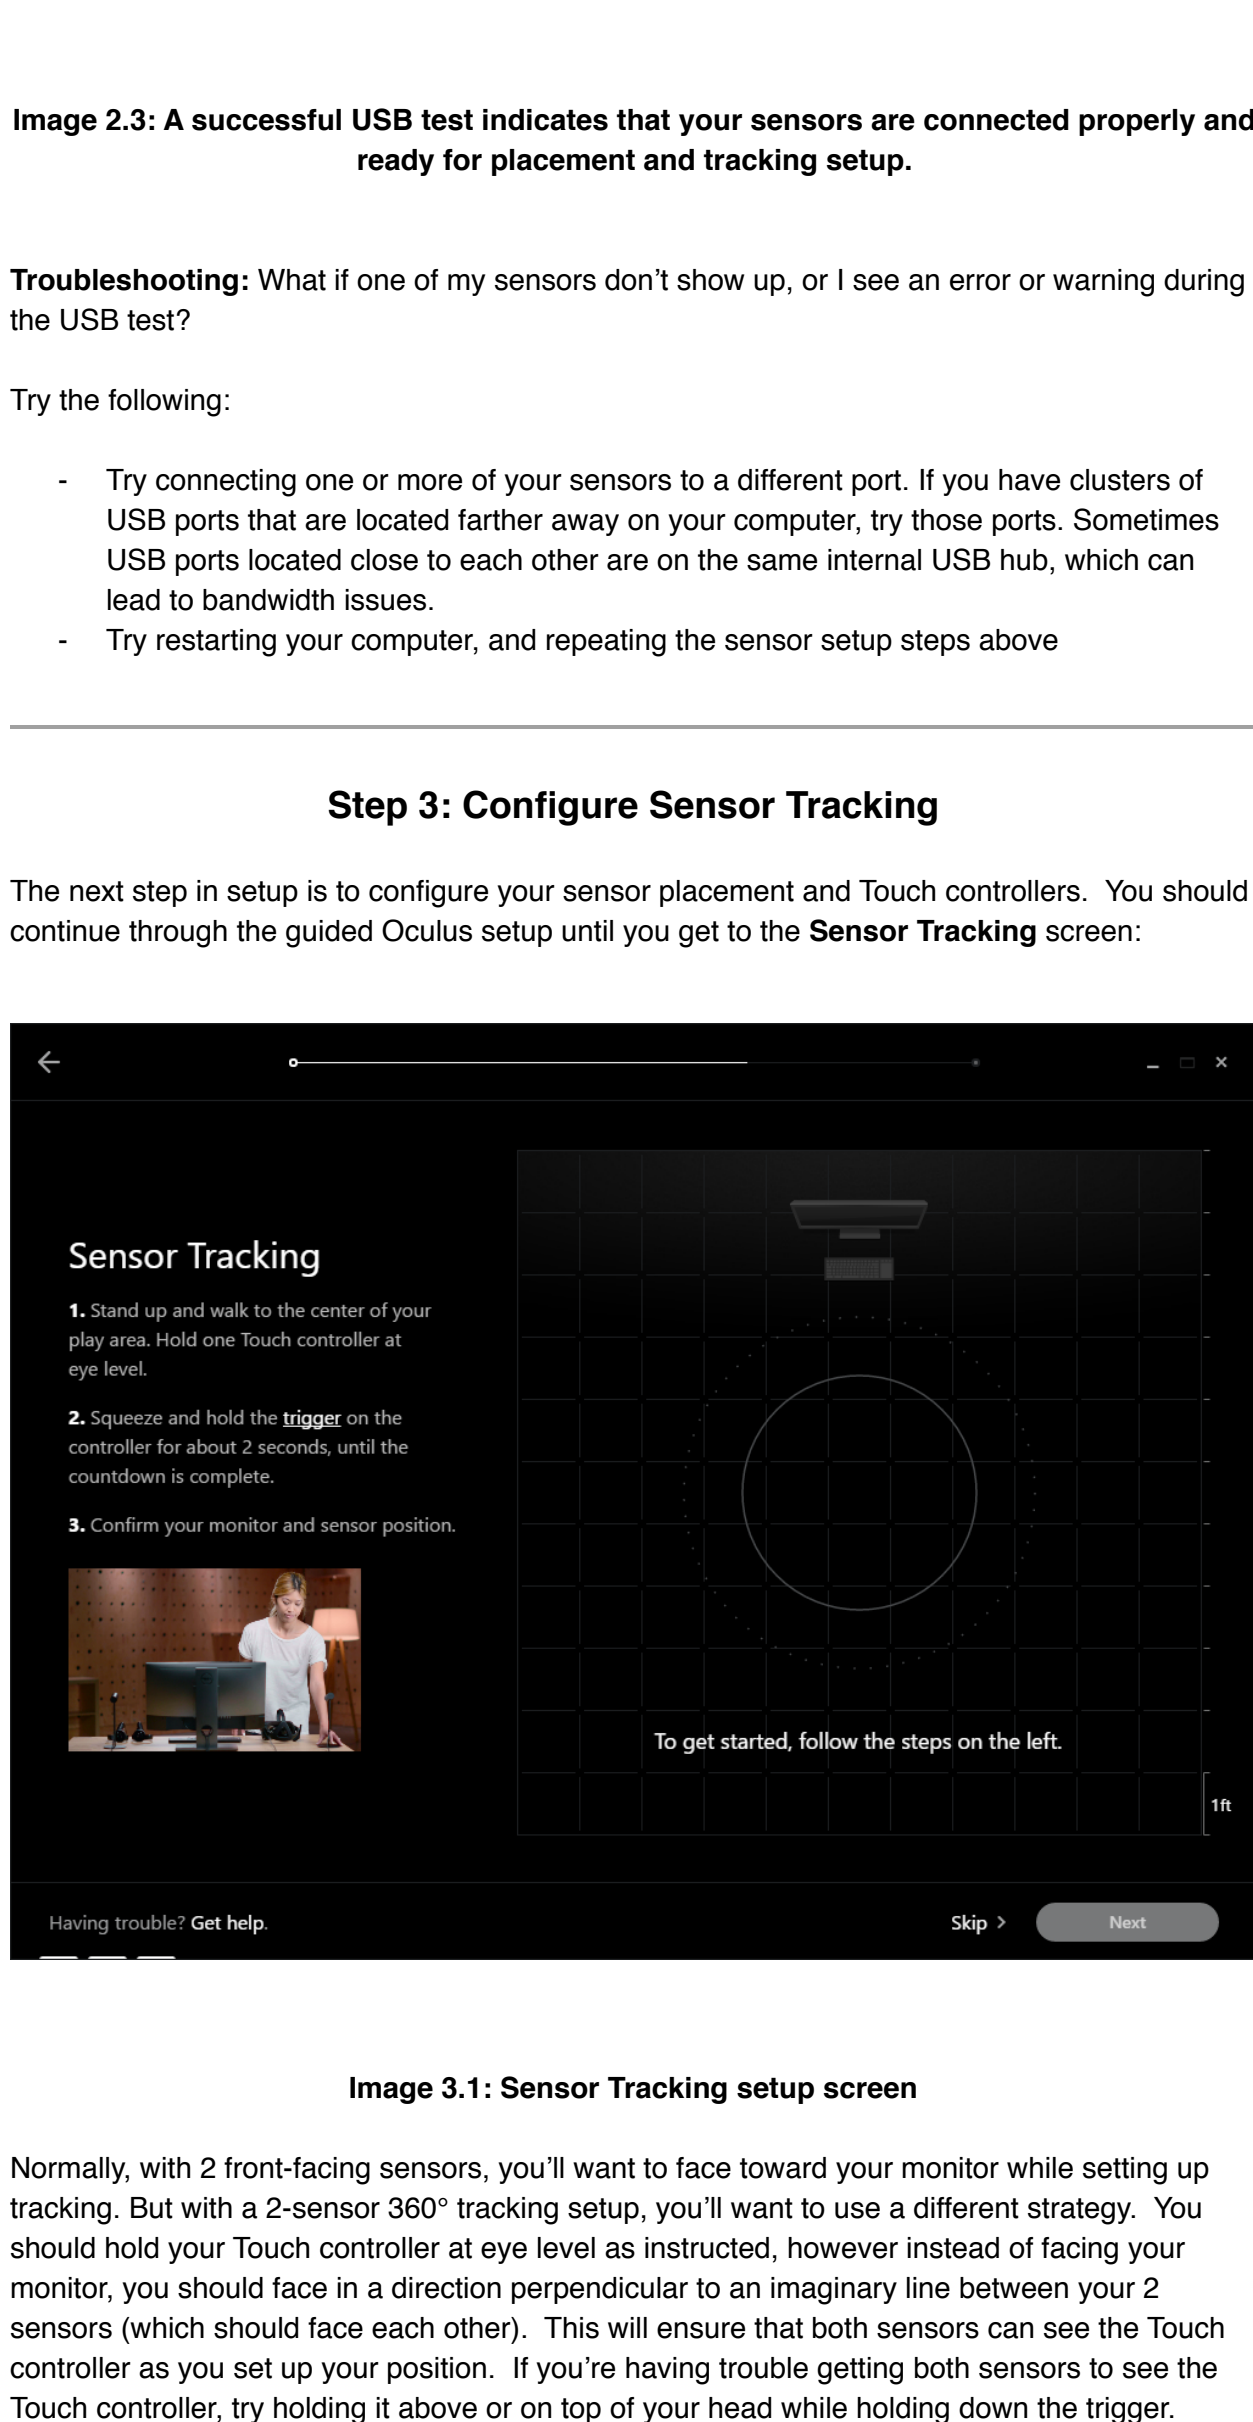 Image 2.3: A successful USB test indicates that your sensors are connected properly and
ready for placement and tracking setup.
Troubleshooting: What if one of my sensors don’t show up, or I see an error or warning during
the USB test?
Try the following:
- Try connecting one or more of your sensors to a different port. If you have clusters of
USB ports that are located farther away on your computer, try those ports. Sometimes
USB ports located close to each other are on the same internal USB hub, which can
lead to bandwidth issues.
- Try restarting your computer, and repeating the sensor setup steps above
Step 3: Configure Sensor Tracking
The next step in setup is to configure your sensor placement and Touch controllers.  You should
continue through the guided Oculus setup until you get to the Sensor Tracking screen:
Sensor Tracking
1. Stand up and walk to the center of your
play area. Hold one Touch controller at
eye level.
2. Squeeze and hold the trigger on the
controller for about 2 seconds, until the
countdown is complete.
3. Confirm your monitor and sensor position.
To get started, follow the steps on the left.
1ft
Having trouble? Get help.
Skip >
Next
Image 3.1: Sensor Tracking setup screen
Normally, with 2 front-facing sensors, you’ll want to face toward your monitor while setting up
tracking. But with a 2-sensor 360° tracking setup, you’ll want to use a different strategy.  You
should hold your Touch controller at eye level as instructed, however instead of facing your
monitor, you should face in a direction perpendicular to an imaginary line between your 2
sensors (which should face each other).  This will ensure that both sensors can see the Touch
controller as you set up your position.  If you’re having trouble getting both sensors to see the
Touch controller, try holding it above or on top of your head while holding down the trigger.